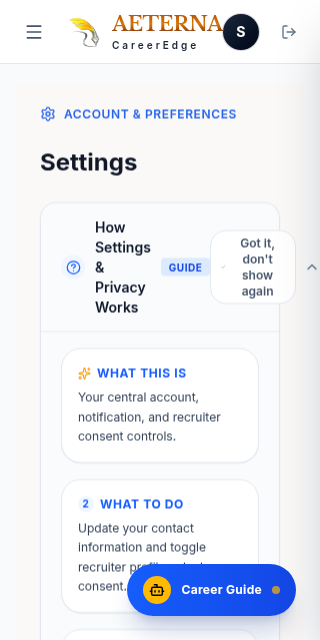 AETERNA
CareerEdge
S
ACCOUNT & PREFERENCES
Settings
How
Settings
&
Privacy
Works
GUIDE
Got it,
don't
show
again
WHAT THIS IS
Your central account,
notification, and recruiter
consent controls.
2 WHAT TO DO
Update your contact
information and toggle
recruiter
consent.
Career Guide